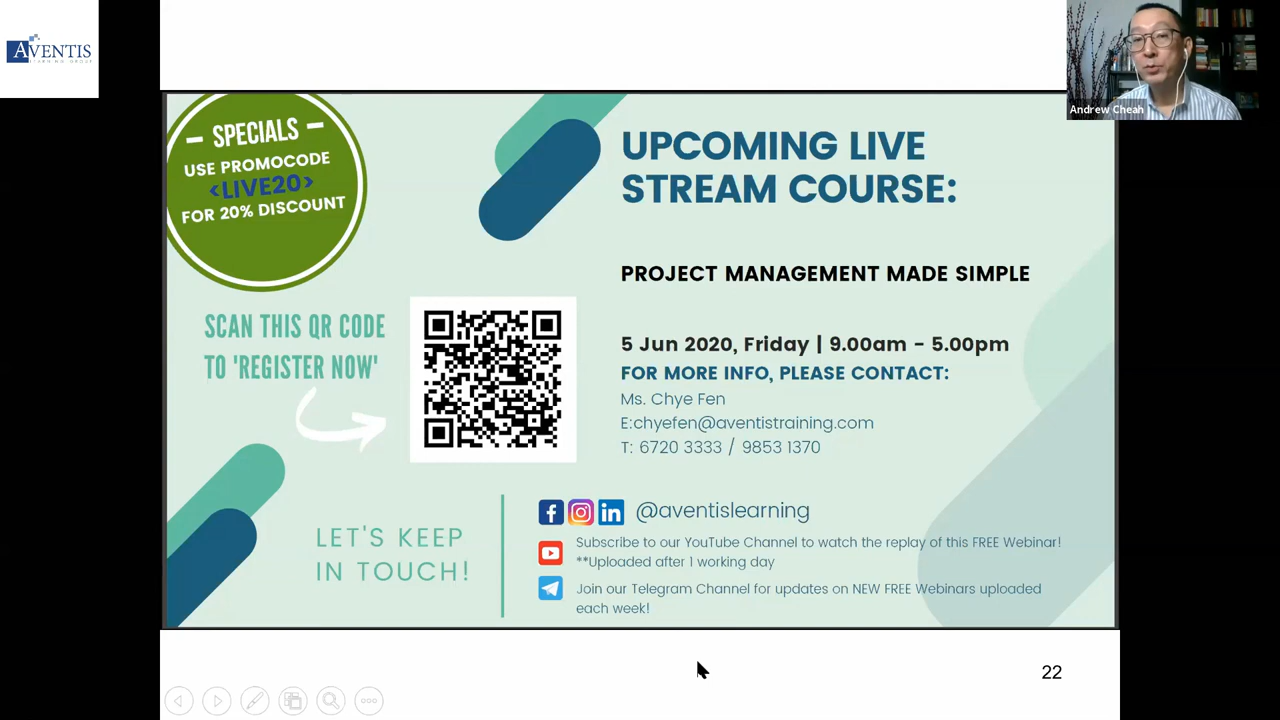 AVENTIS
LEARNING GROUP
Andrew Cheah
– SPECIALS –
USE PROMOCODE
<LIVE20>
FOR 20% DISCOUNT
UPCOMING LIVE
STREAM COURSE:
PROJECT MANAGEMENT MADE SIMPLE
SCAN THIS QR CODE
TO 'REGISTER NOW'
5 Jun 2020, Friday | 9.00am - 5.00pm
FOR MORE INFO, PLEASE CONTACT:
Ms. Chye Fen
E:chyefen@aventistraining.com
T: 6720 3333 / 9853 1370
LET'S KEEP
IN TOUCH!
@aventislearning
Subscribe to our YouTube Channel to watch the replay of this FREE Webinar!
**Uploaded after 1 working day
Join our Telegram Channel for updates on NEW FREE Webinars uploaded
each week!
22